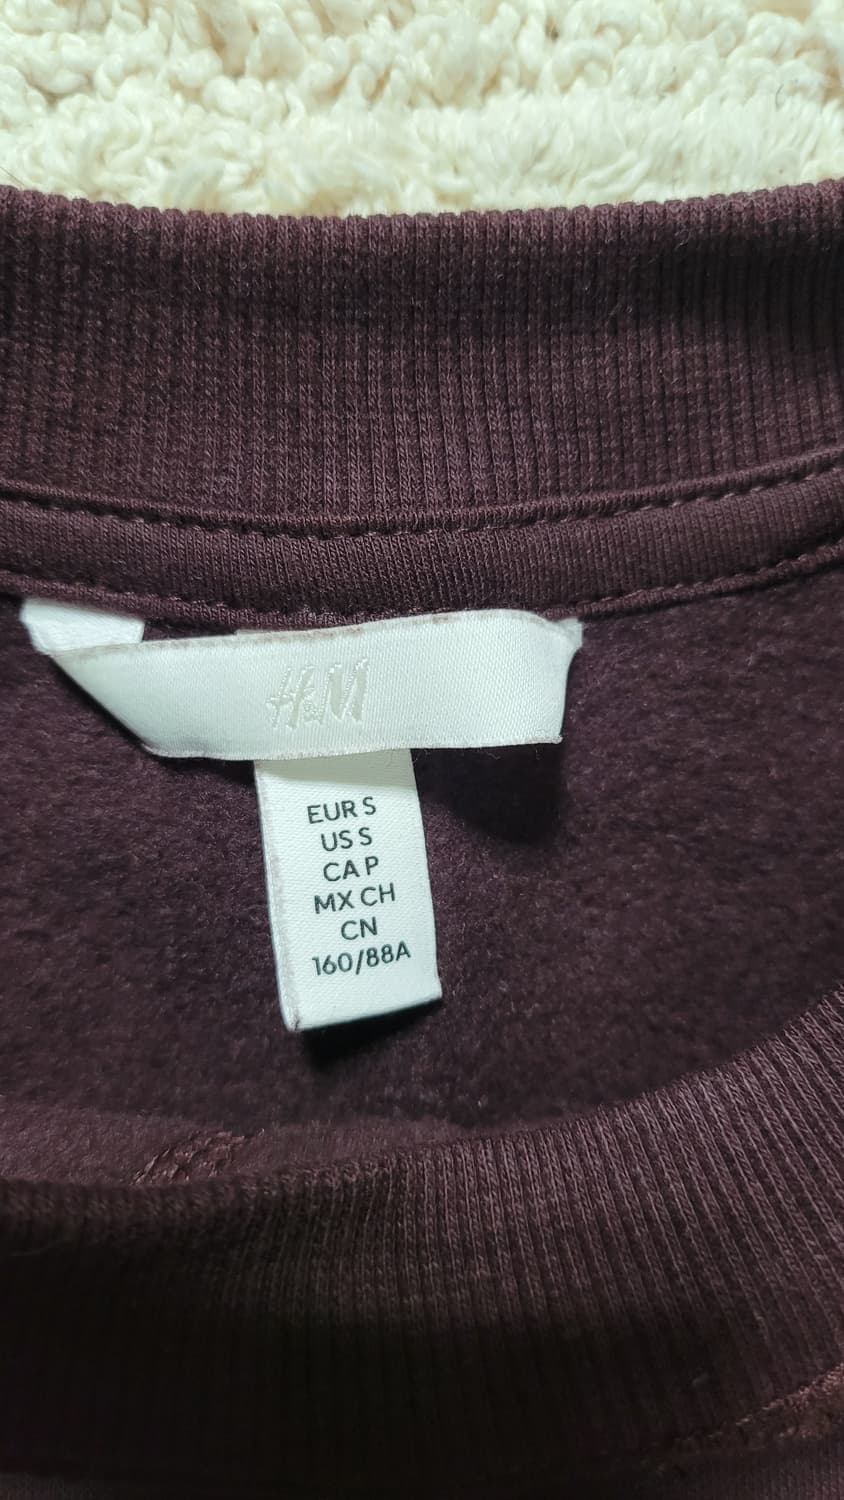 H&M
EUR S
US S
CA P
MX CH
CN
160/88A